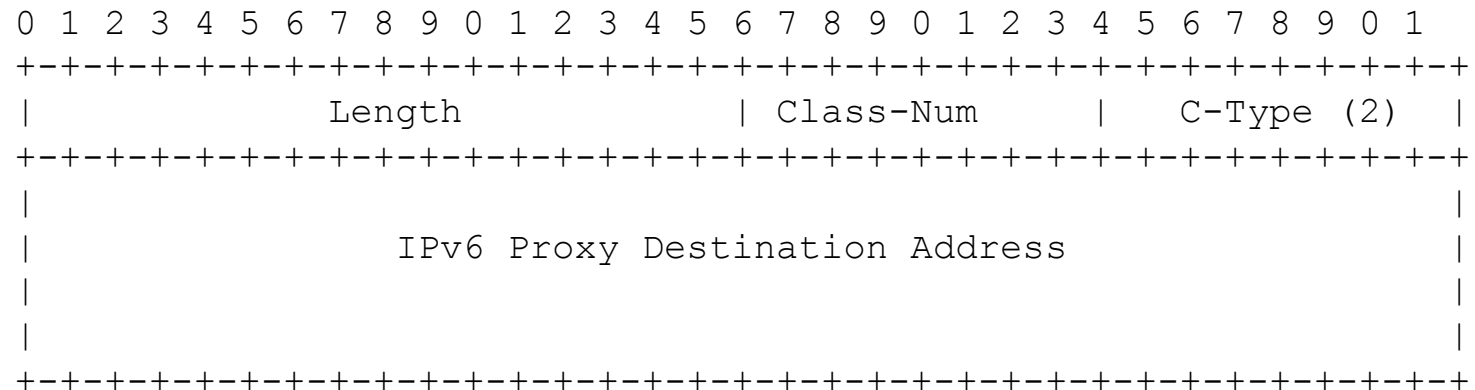 0 1 2 3 4 5 6 7 8 9 0 1 2 3 4 5 6 7 8 9 0 1 2 3 4 5 6 7 8 9 0 1
+-+-+-+-+-+-+-+-+-+-+-+-+-+-+-+-+-+-+-+-+-+-+-+-+-+-+-+-+-+-+-+-+
|             Length            | Class-Num     |   C-Type (2)  |
+-+-+-+-+-+-+-+-+-+-+-+-+-+-+-+-+-+-+-+-+-+-+-+-+-+-+-+-+-+-+-+-+
|                                                               |
|                IPv6 Proxy Destination Address                 |
|                                                               |
|                                                               |
+-+-+-+-+-+-+-+-+-+-+-+-+-+-+-+-+-+-+-+-+-+-+-+-+-+-+-+-+-+-+-+-+